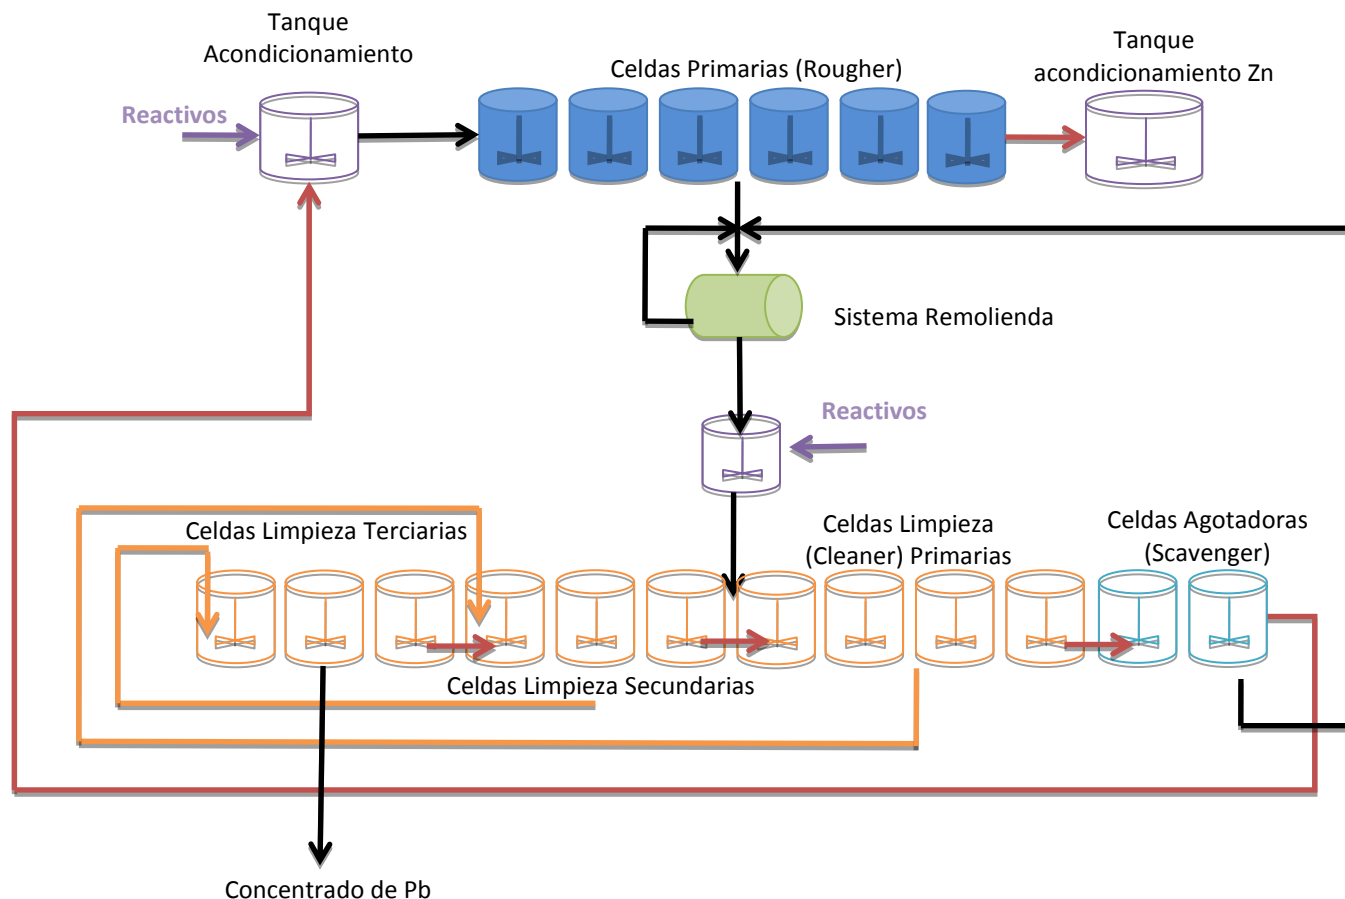 Tanque
Acondicionamiento
Celdas Primarias (Rougher)
Tanque
acondicionamiento Zn
Reactivos
Sistema Remolienda
Reactivos
Celdas Limpieza Terciarias
Celdas Limpieza
(Cleaner) Primarias
Celdas Agotadoras
(Scavenger)
Celdas Limpieza Secundarias
Concentrado de Pb